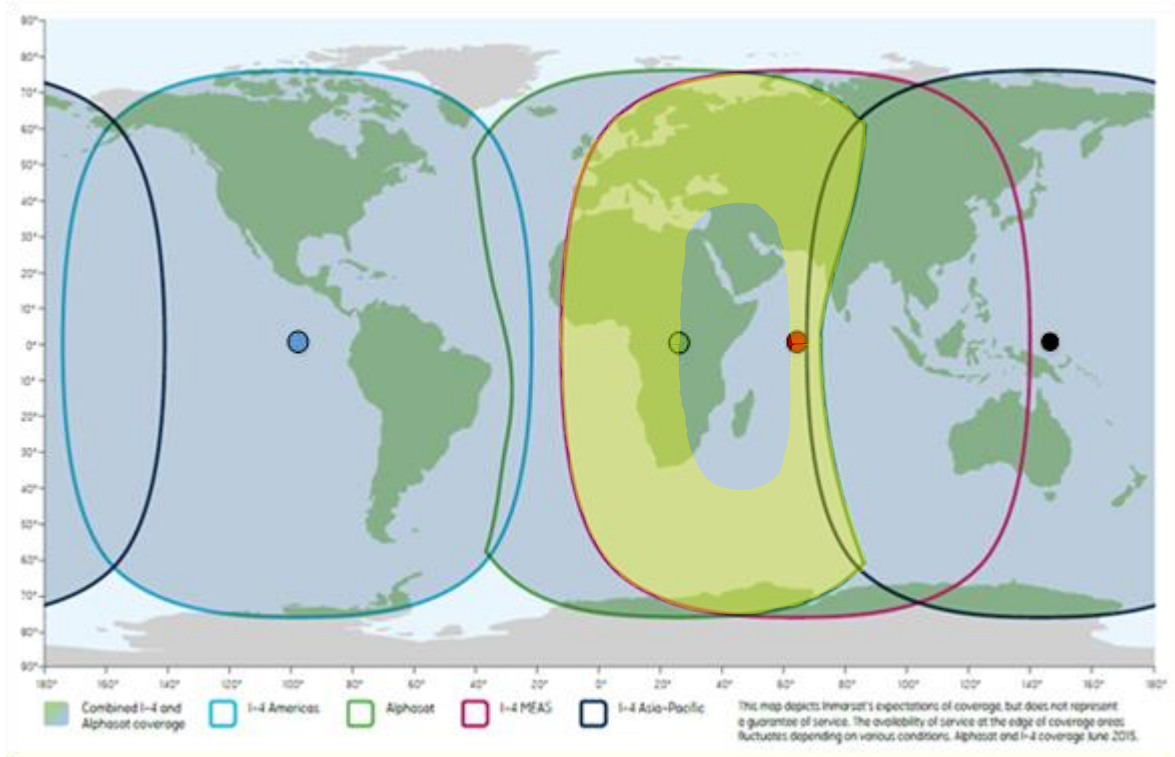 90°
80°
70°
60°
50°
40°
30°
20°
10°
0°
10°
20°
30°
40°
50°
60°
70°
80°
90°
180° 160° 140° 120° 100° 80° 60° 40° 20° 0° 20° 40° 60° 80° 100° 120° 140° 160° 180°
Combined I-4 and
Alphasat coverage
I-4 Americas
Alphasat
I-4 MEAS
I-4 Asia-Pacific
This map depicts Inmarsat's expectations of coverage, but does not represent
a guarantee of service. The availability of service at the edge of coverage areas
fluctuates depending on various conditions. Alphasat and I-4 coverage June 2015.